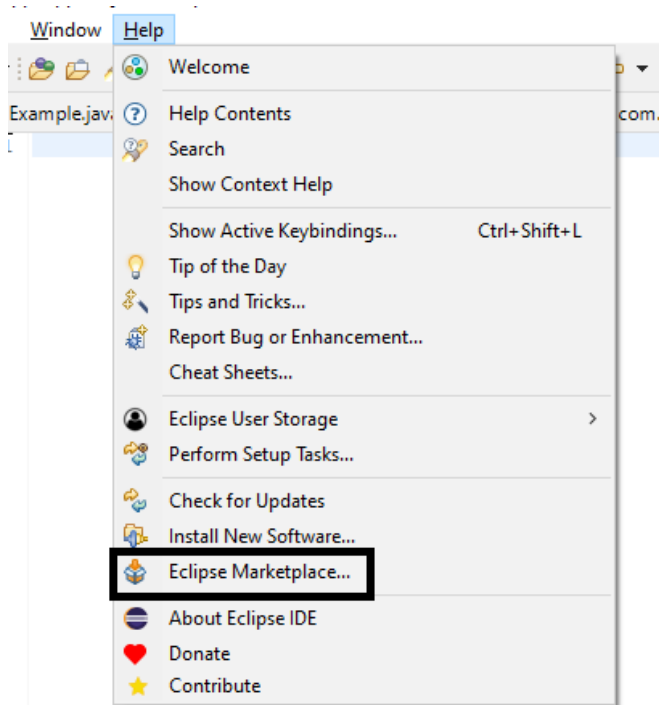 Window Help
Welcome
Example.jav
Help Contents
com.
Search
1
Show Context Help
Show Active Keybindings... Ctrl+Shift+L
Tip of the Day
Tips and Tricks...
Report Bug or Enhancement...
Cheat Sheets...
Eclipse User Storage
Perform Setup Tasks...
Check for Updates
Install New Software...
Eclipse Marketplace...
About Eclipse IDE
Donate
Contribute